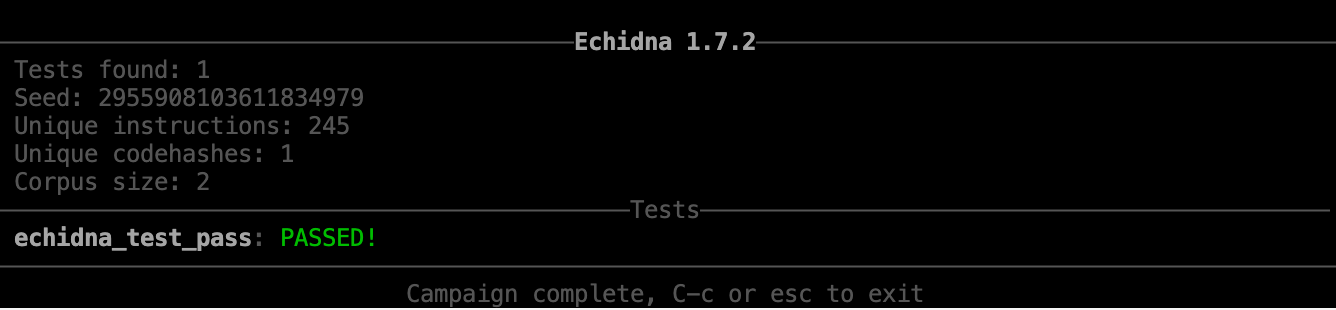 Echidna 1.7.2
Tests found: 1
Seed: 2955908103611834979
Unique instructions: 245
Unique codehashes: 1
Corpus size: 2
Tests
echidna_test_pass: PASSED!
Campaign complete, C-c or esc to exit